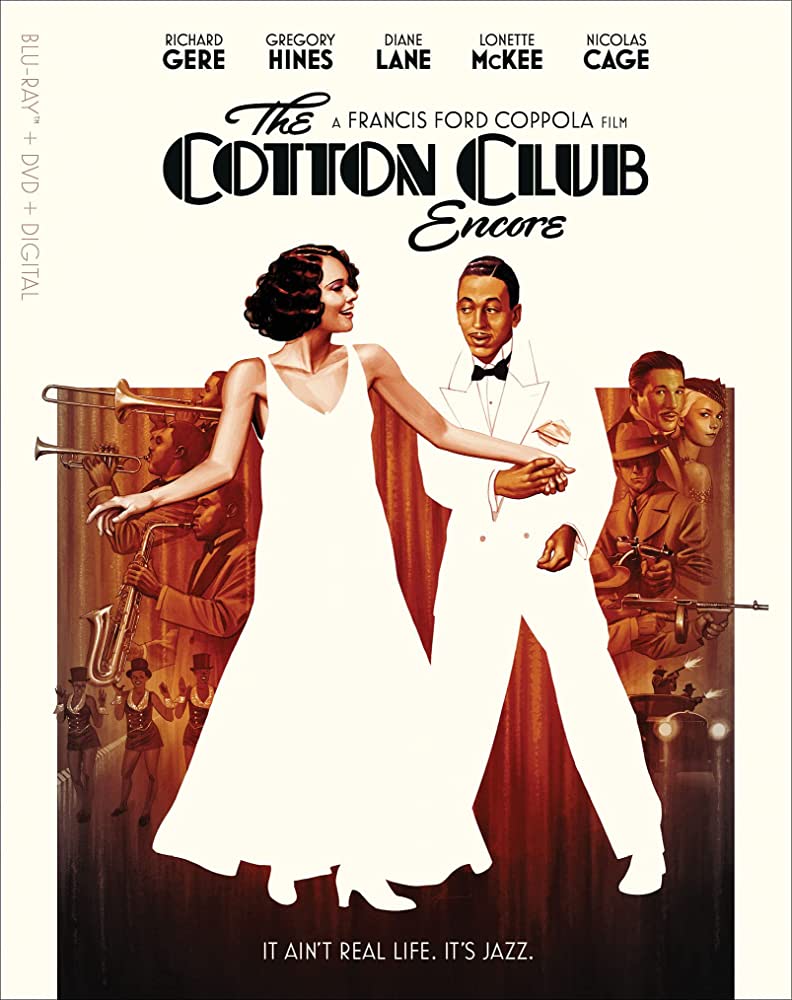 BLU-RAY™ + DVD + DIGITAL
RICHARD GERE
GREGORY HINES
DIANE LANE
LONETTE McKEE
NICOLAS CAGE
The
A FRANCIS FORD COPPOLA FILM
COTTON CLUB
Encore
IT AIN'T REAL LIFE. IT'S JAZZ.